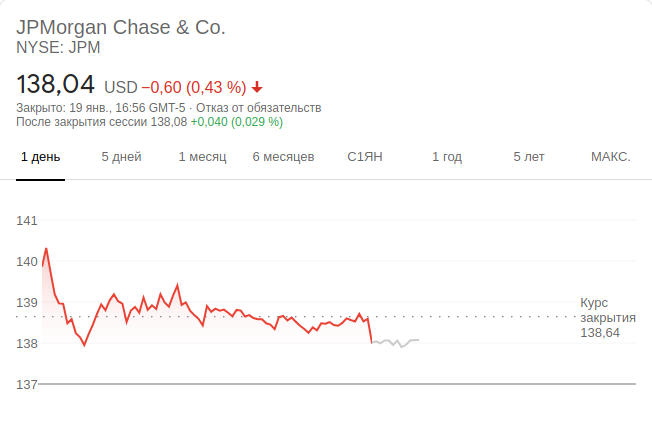 JPMorgan Chase & Co.
NYSE: JPM
138,04 USD −0,60 (0,43 %)
Закрыто: 19 янв., 16:56 GMT-5 · Отказ от обязательств
После закрытия сессии 138,08 +0,040 (0,029 %)
1 день 5 дней 1 месяц 6 месяцев С1ЯН 1 год 5 лет МАКС.
141
140
139
138
137
Курс
закрытия
138,64